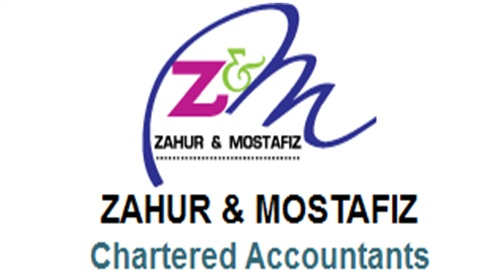 Z&M
ZAHUR & MOSTAFIZ
ZAHUR & MOSTAFIZ
Chartered Accountants